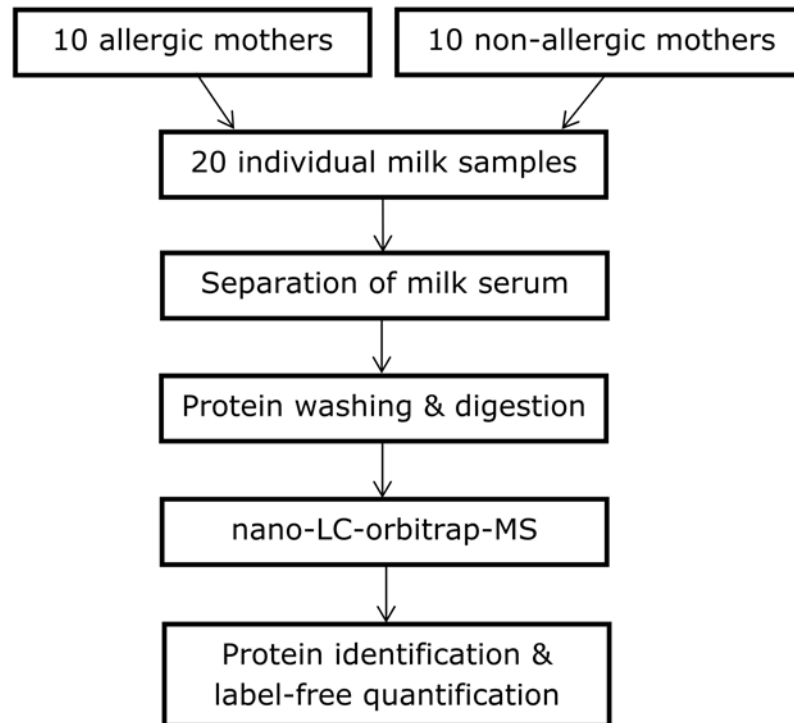 10 allergic mothers
10 non-allergic mothers
20 individual milk samples
Separation of milk serum
Protein washing & digestion
nano-LC-orbitrap-MS
Protein identification &
label-free quantification